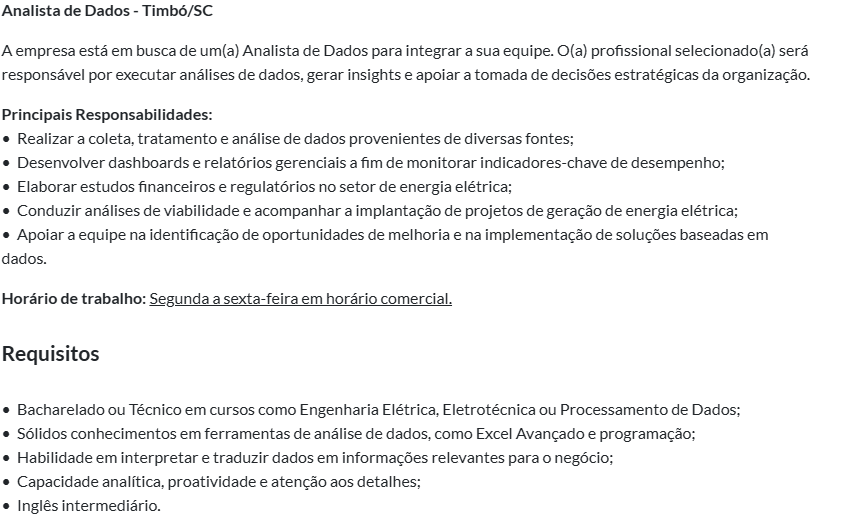 Analista de Dados - Timbó/SC
A empresa está em busca de um(a) Analista de Dados para integrar a sua equipe. O(a) profissional selecionado(a) será
responsável por executar análises de dados, gerar insights e apoiar a tomada de decisões estratégicas da organização.
Principais Responsabilidades:
• Realizar a coleta, tratamento e análise de dados provenientes de diversas fontes;
• Desenvolver dashboards e relatórios gerenciais a fim de monitorar indicadores-chave de desempenho;
• Elaborar estudos financeiros e regulatórios no setor de energia elétrica;
• Conduzir análises de viabilidade e acompanhar a implantação de projetos de geração de energia elétrica;
• Apoiar a equipe na identificação de oportunidades de melhoria e na implementação de soluções baseadas em
dados.
Horário de trabalho: Segunda a sexta-feira em horário comercial.
Requisitos
• Bacharelado ou Técnico em cursos como Engenharia Elétrica, Eletrotécnica ou Processamento de Dados;
• Sólidos conhecimentos em ferramentas de análise de dados, como Excel Avançado e programação;
• Habilidade em interpretar e traduzir dados em informações relevantes para o negócio;
• Capacidade analítica, proatividade e atenção aos detalhes;
• Inglês intermediário.